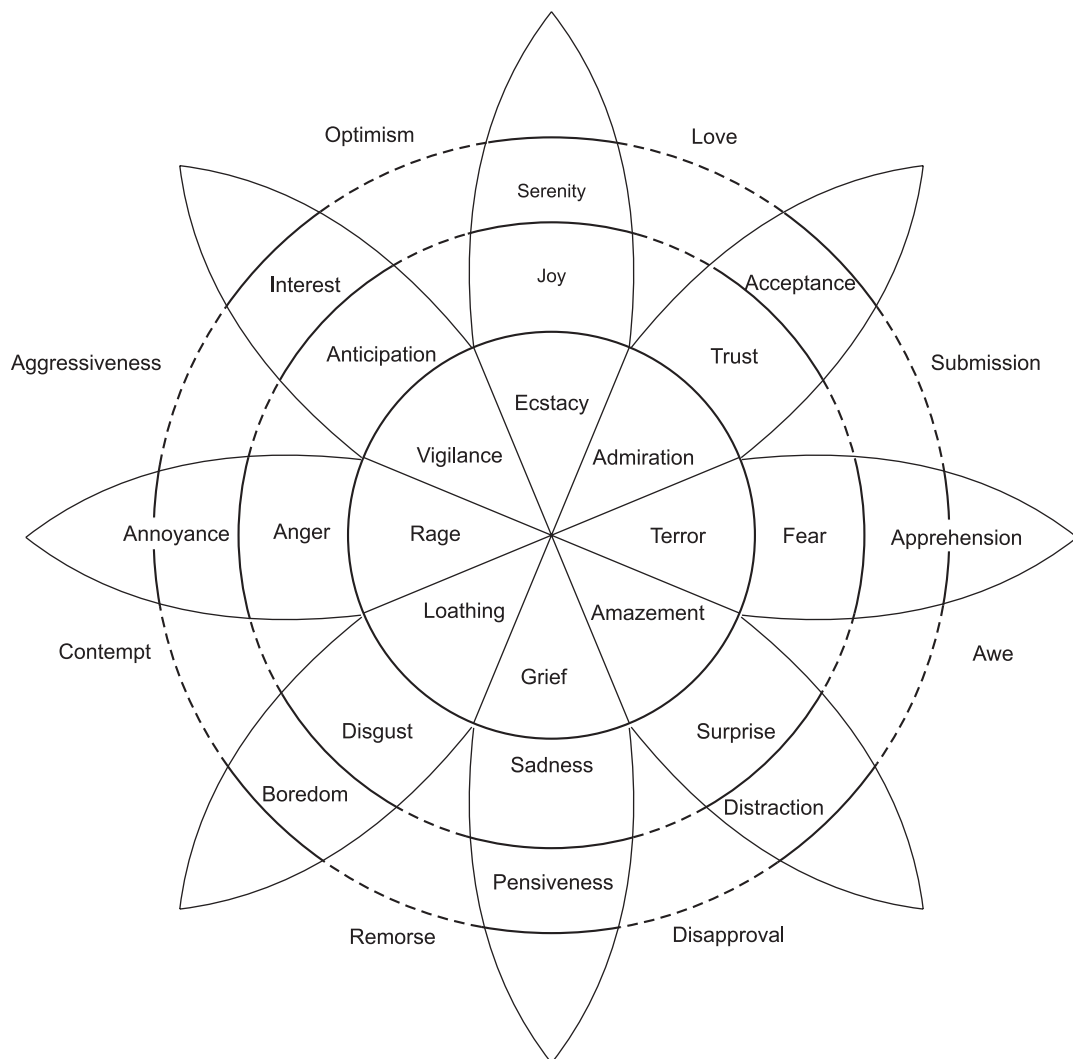 Optimism
Love
Serenity
Joy
Interest
Acceptance
Anticipation
Trust
Aggressiveness
Submission
Ecstacy
Vigilance
Admiration
Annoyance
Anger
Rage
Terror
Fear
Apprehension
Loathing
Amazement
Contempt
Awe
Grief
Disgust
Surprise
Sadness
Boredom
Distraction
Pensiveness
Remorse
Disapproval